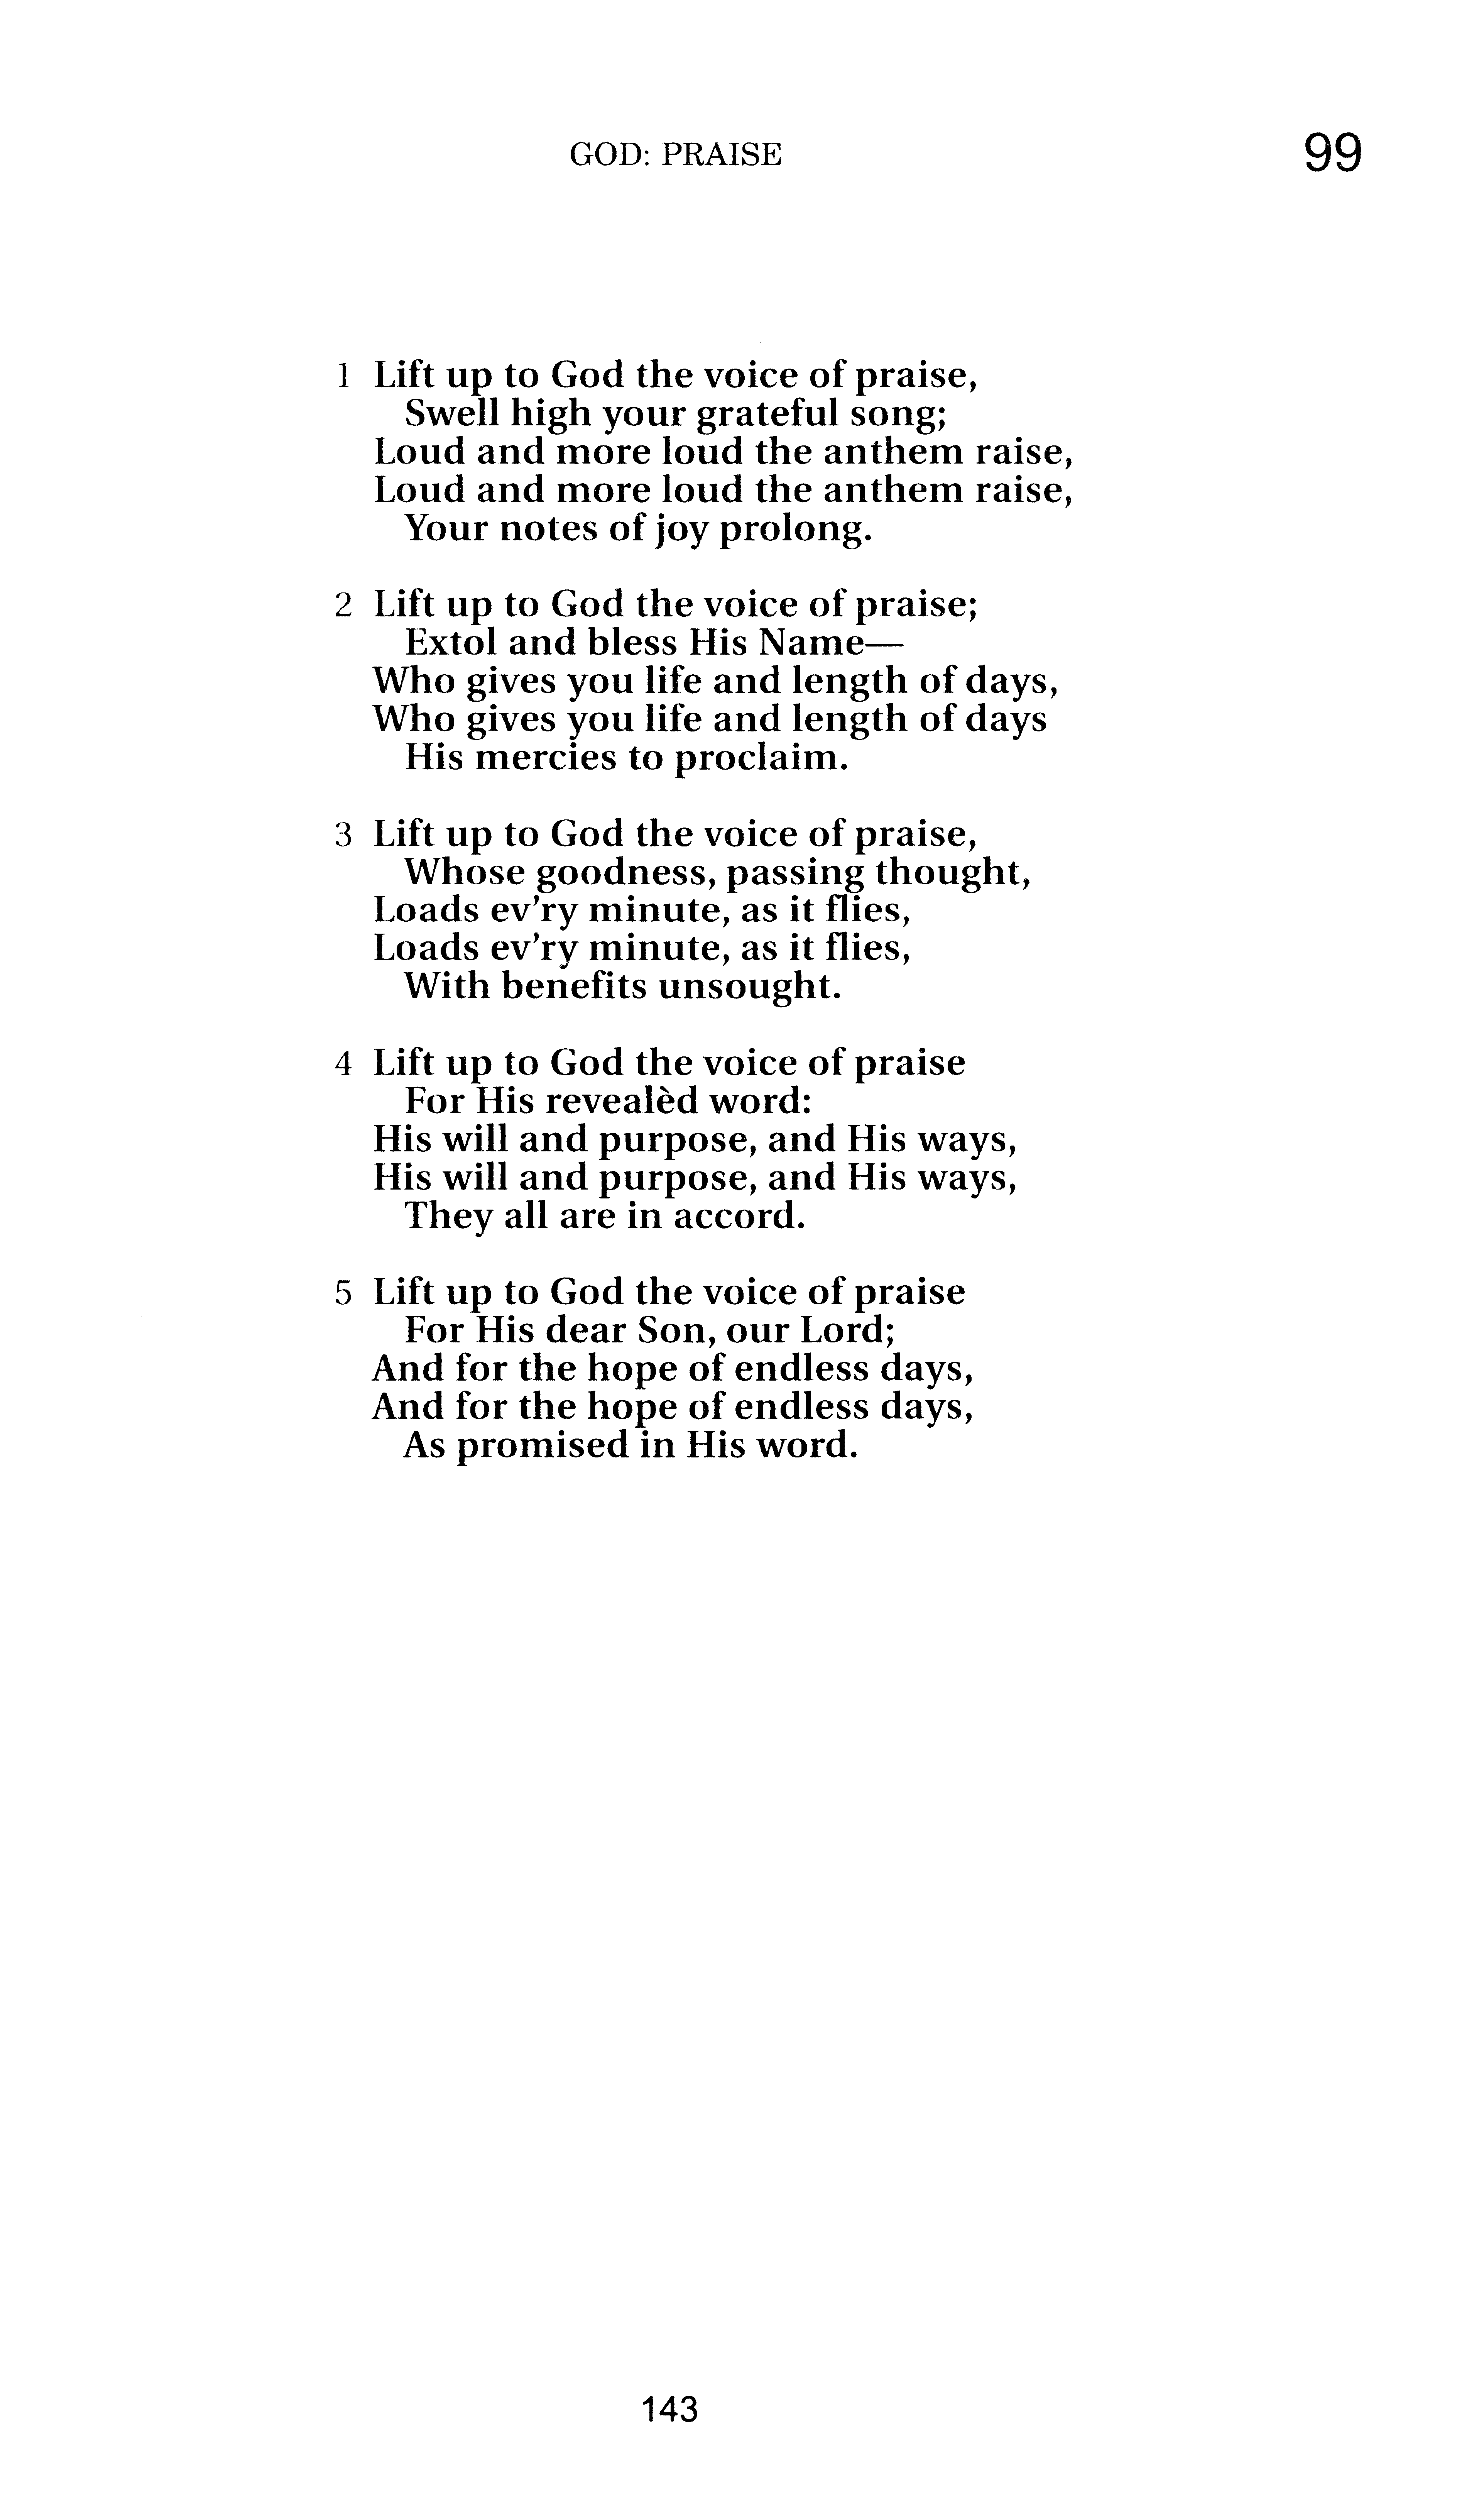 GOD: PRAISE 99
1 Lift up to God the voice of praise,
Swell high your grateful song;
Loud and more loud the anthem raise,
Loud and more loud the anthem raise,
Your notes of joy prolong.
2 Lift up to God the voice of praise;
Extol and bless His Name—
Who gives you life and length of days,
Who gives you life and length of days
His mercies to proclaim.
3 Lift up to God the voice of praise,
Whose goodness, passing thought,
Loads ev’ry minute, as it flies,
Loads ev’ry minute, as it flies,
With benefits unsought.
4 Lift up to God the voice of praise
For His revealèd word:
His will and purpose, and His ways,
His will and purpose, and His ways,
They all are in accord.
5 Lift up to God the voice of praise
For His dear Son, our Lord;
And for the hope of endless days,
And for the hope of endless days,
As promised in His word.
143